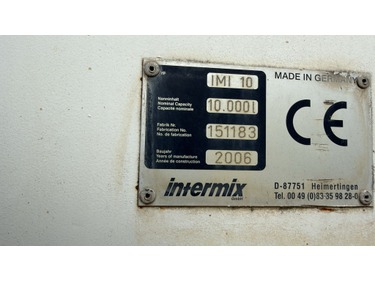 IMI 10
MADE IN GERMANY
Nenninhalt
Nominal Capacity
Capacité nominale
10.000l
Fabrik Nr.
Fabrication No.
No. de fabrication
151183
CE
Baujahr
Years of manufacture
Année de construction
2006
intermix
GmbH
D-87751 Heimertingen
Tel. 00 49 (0)83 35 98 28-0